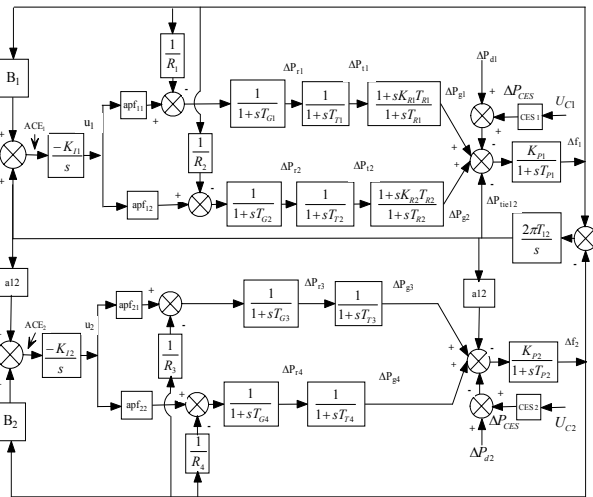 B1
ACE1
-KI1 / s
u1
apf11
apf12
1 / R1
1 / R2
1 / 1+sTG1
ΔPr1
1 / 1+sTT1
ΔPt1
1+sKR1TR1 / 1+sTR1
ΔPg1
ΔPd1
ΔPCES
CES 1
UC1
KP1 / 1+sTP1
Δf1
1 / 1+sTG2
ΔPr2
1 / 1+sTT2
ΔPt2
1+sKR2TR2 / 1+sTR2
ΔPg2
ΔPtie12
2πT12 / s
a12
a12
ACE2
-KI2 / s
u2
apf21
apf22
1 / R3
1 / R4
1 / 1+sTG3
ΔPr3
1 / 1+sTT3
ΔPg3
1 / 1+sTG4
ΔPr4
1 / 1+sTT4
ΔPg4
KP2 / 1+sTP2
Δf2
B2
CES 2
ΔPCES
UC2
ΔPd2